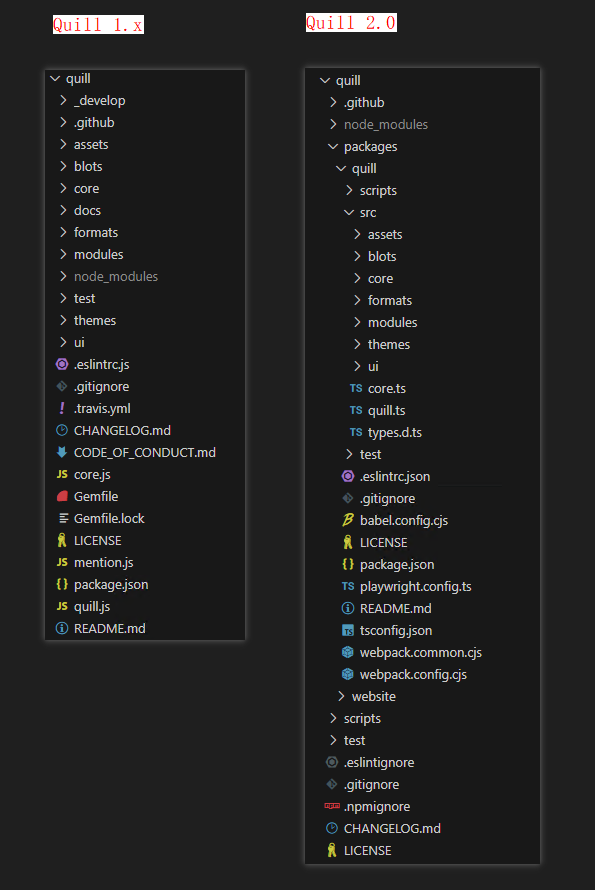 Quill 1.x
quill
_develop
.github
assets
blots
core
docs
formats
modules
node_modules
test
themes
ui
.eslintrc.js
.gitignore
.travis.yml
CHANGELOG.md
CODE_OF_CONDUCT.md
JS core.js
Gemfile
Gemfile.lock
LICENSE
JS mention.js
{} package.json
JS quill.js
README.md
Quill 2.0
quill
.github
node_modules
packages
quill
scripts
src
assets
blots
core
formats
modules
themes
ui
TS core.ts
TS quill.ts
TS types.d.ts
test
.eslintrc.json
.gitignore
babel.config.cjs
LICENSE
{} package.json
TS playwright.config.ts
README.md
TS tsconfig.json
webpack.common.cjs
webpack.config.cjs
website
scripts
test
.eslintignore
.gitignore
npm .npmignore
CHANGELOG.md
LICENSE